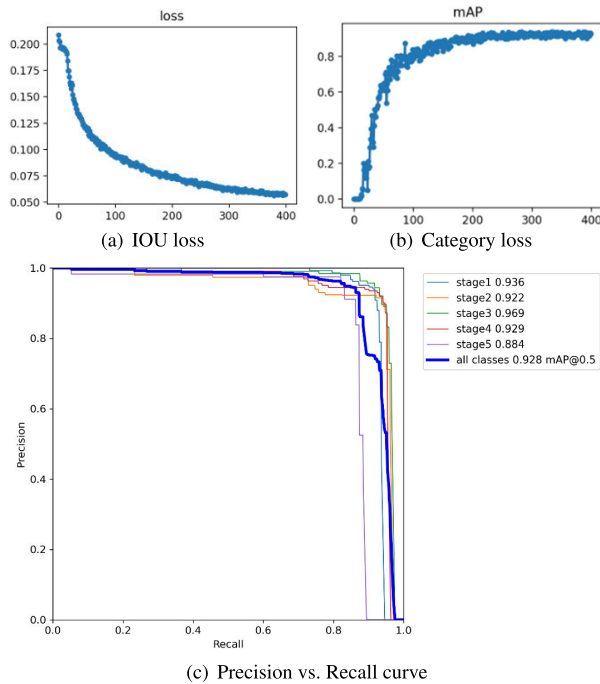 loss
0.200
0.175
0.150
0.125
0.100
0.075
0.050
0
100
200
300
400
(a) IOU loss
mAP
0.8
0.6
0.4
0.2
0.0
0
100
200
300
400
(b) Category loss
1.0
0.8
0.6
0.4
0.2
0.0
Precision
0.0
0.2
0.4
0.6
0.8
1.0
Recall
stage1 0.936
stage2 0.922
stage3 0.969
stage4 0.929
stage5 0.884
all classes 0.928 mAP@0.5
(c) Precision vs. Recall curve